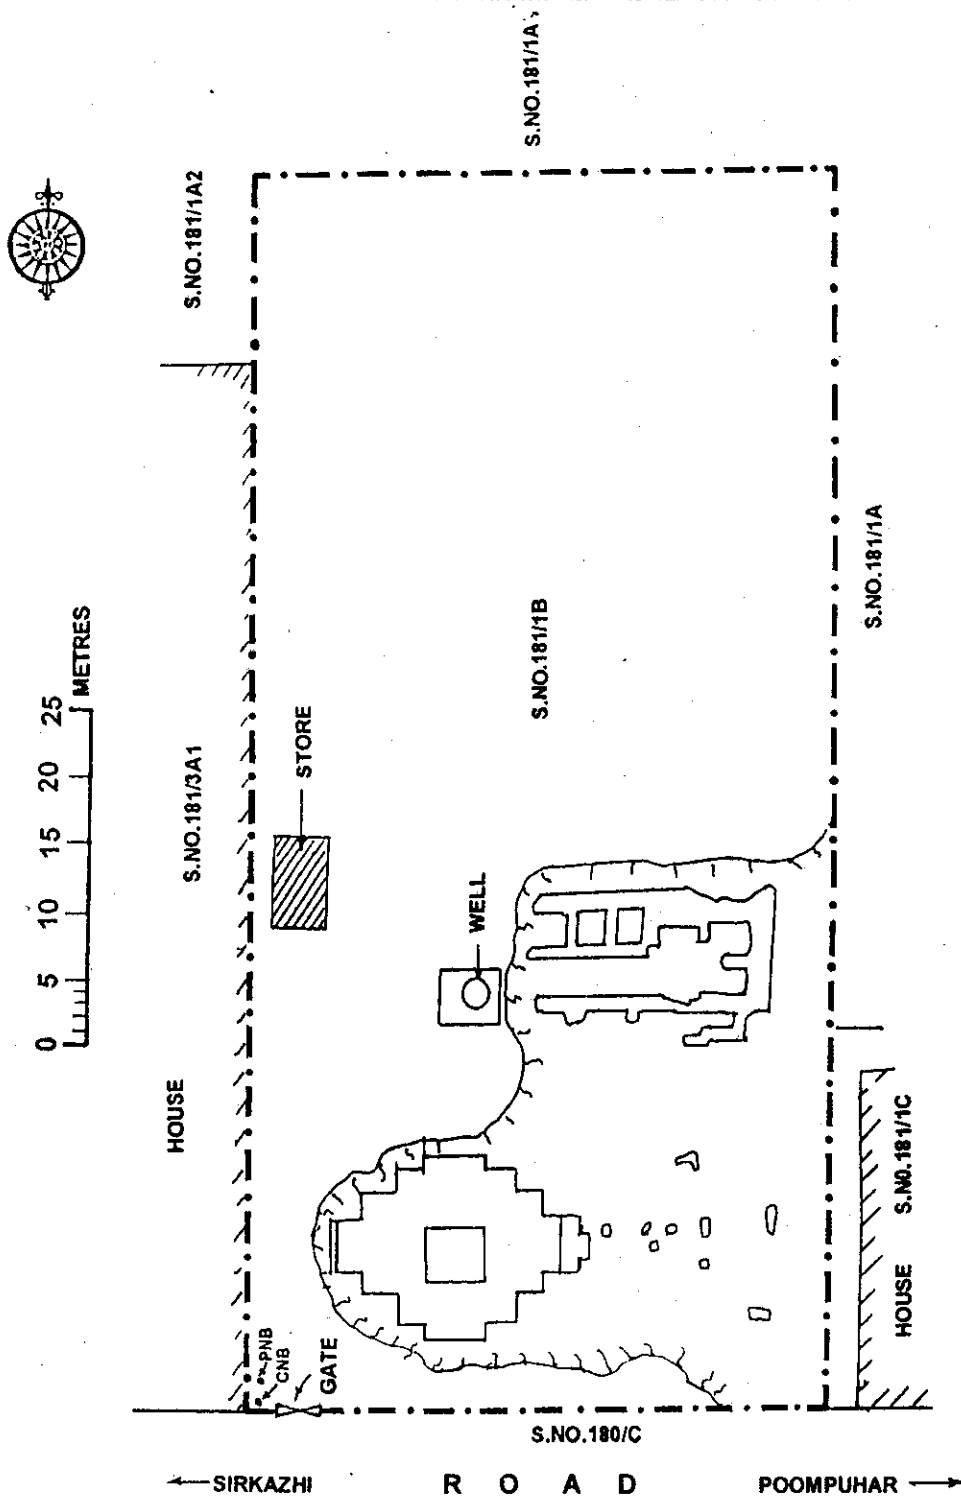 S.NO.181/1A
S.NO.181/1A2
0 5 10 15 20 25
METRES
S.NO.181/3A1
HOUSE
STORE
WELL
S.NO.181/1B
S.NO.181/1A
S.NO.181/1C
HOUSE
PNB
CNB
GATE
S.NO.180/C
SIRKAZHI
ROAD
POOMPUHAR